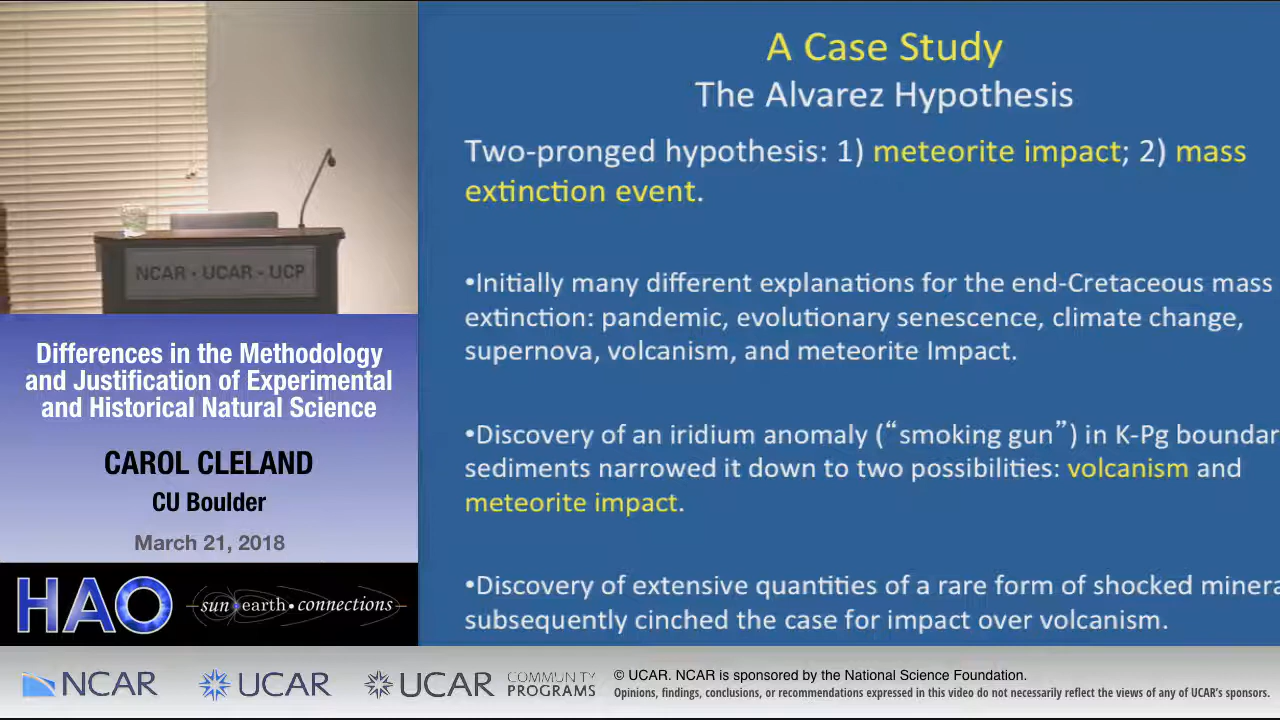 A Case Study
The Alvarez Hypothesis
Two-pronged hypothesis: 1) meteorite impact; 2) mass
extinction event.
•Initially many different explanations for the end-Cretaceous mass
extinction: pandemic, evolutionary senescence, climate change,
supernova, volcanism, and meteorite Impact.
•Discovery of an iridium anomaly (“smoking gun”) in K-Pg boundar
sediments narrowed it down to two possibilities: volcanism and
meteorite impact.
•Discovery of extensive quantities of a rare form of shocked minera
subsequently cinched the case for impact over volcanism.
NCAR - UCAR - UCP
Differences in the Methodology
and Justification of Experimental
and Historical Natural Science
CAROL CLELAND
CU Boulder
March 21, 2018
HAO
sun•earth•connections
NCAR
UCAR
UCAR
COMMUNITY
PROGRAMS
© UCAR. NCAR is sponsored by the National Science Foundation.
Opinions, findings, conclusions, or recommendations expressed in this video do not necessarily reflect the views of any of UCAR's sponsors.